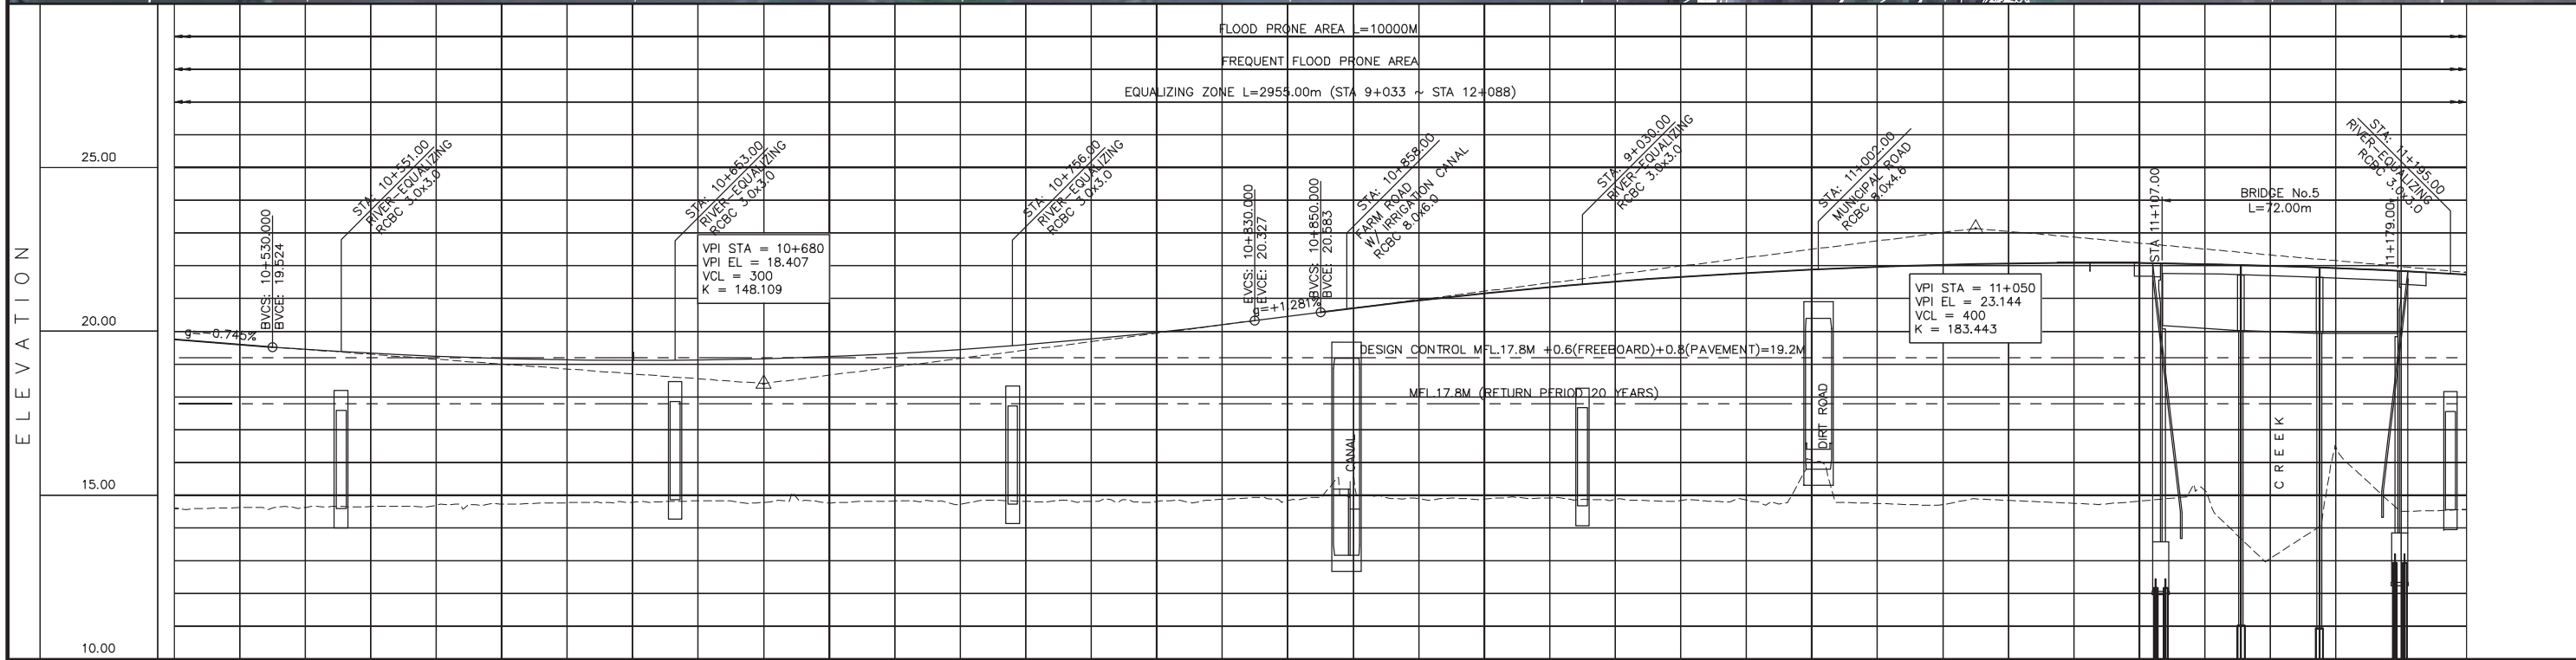 FLOOD PRONE AREA L=10000M
FREQUENT FLOOD PRONE AREA
EQUALIZING ZONE L=2955.00m (STA 9+033 ~ STA 12+088)
ELEVATION
25.00
20.00
15.00
10.00
g=-0.745%
BVCS: 10+530.000
BVCE: 19.524
STA: 10+551.00
RIVER-EQUALIZING
RCBC 3.0x3.0
STA: 10+653.00
RIVER-EQUALIZING
RCBC 3.0x3.0
VPI STA = 10+680
VPI EL = 18.407
VCL = 300
K = 148.109
STA: 10+756.00
RIVER-EQUALIZING
RCBC 3.0x3.0
EVCS: 10+830.000
EVCE: 20.327
g=+1.281%
BVCS: 10+850.000
BVCE: 20.583
STA: 10+858.00
FARM ROAD
W/ IRRIGATION CANAL
RCBC 8.0x6.0
STA: 9+030.00
RIVER-EQUALIZING
RCBC 3.0x3.0
STA: 11+002.00
MUNICIPAL ROAD
RCBC 8.0x4.6
VPI STA = 11+050
VPI EL = 23.144
VCL = 400
K = 183.443
STA 11+107.00
BRIDGE No.5
L=72.00m
11+179.00
STA: 11+195.00
RIVER-EQUALIZING
RCBC 3.0x3.0
DESIGN CONTROL MFL.17.8M +0.6(FREEBOARD)+0.8(PAVEMENT)=19.2M
MFL.17.8M (RETURN PERIOD 20 YEARS)
CANAL
DIRT ROAD
CREEK